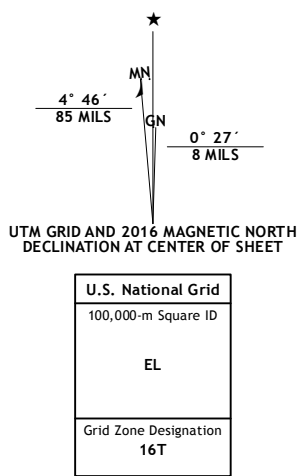 ★
MN
4° 46´
85 MILS
GN
0° 27´
8 MILS
UTM GRID AND 2016 MAGNETIC NORTH
DECLINATION AT CENTER OF SHEET
U.S. National Grid
100,000-m Square ID
EL
Grid Zone Designation
16T